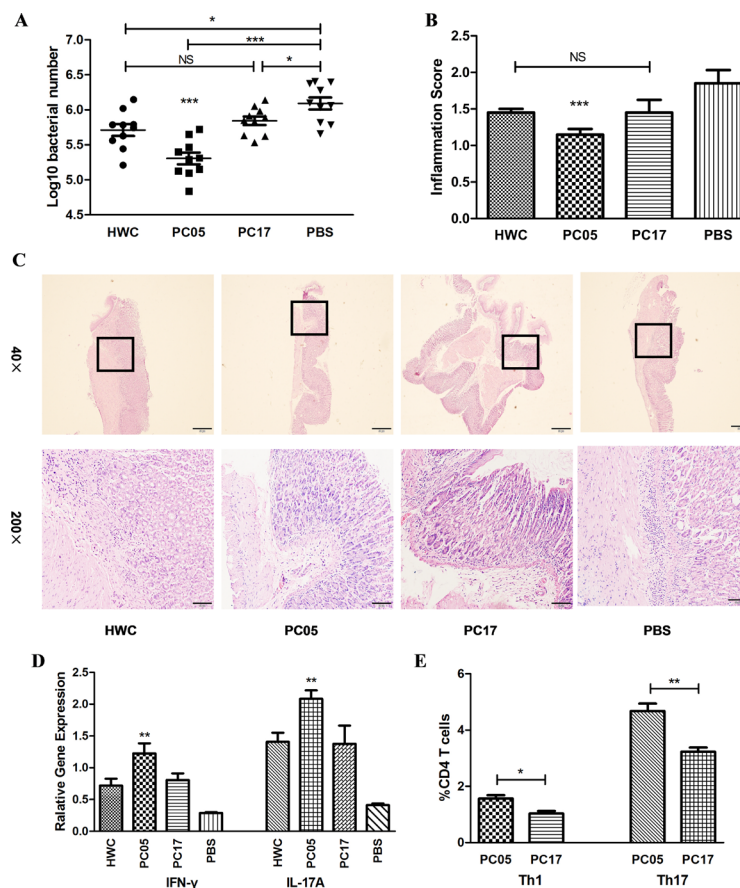 A
*
***
NS
*
***
Log10 bacterial number
6.5
6.0
5.5
5.0
4.5
HWC PC05 PC17 PBS
B
NS
***
Inflammation Score
2.5
2.0
1.5
1.0
0.5
0.0
HWC PC05 PC17 PBS
C
40×
200×
HWC PC05 PC17 PBS
D
**
**
Ralative Gene Expression
2.5
2.0
1.5
1.0
0.5
0.0
HWC PC05 PC17 PBS HWC PC05 PC17 PBS
IFN-γ IL-17A
E
**
*
%CD4 T cells
6
4
2
0
PC05 PC17 PC05 PC17
Th1 Th17